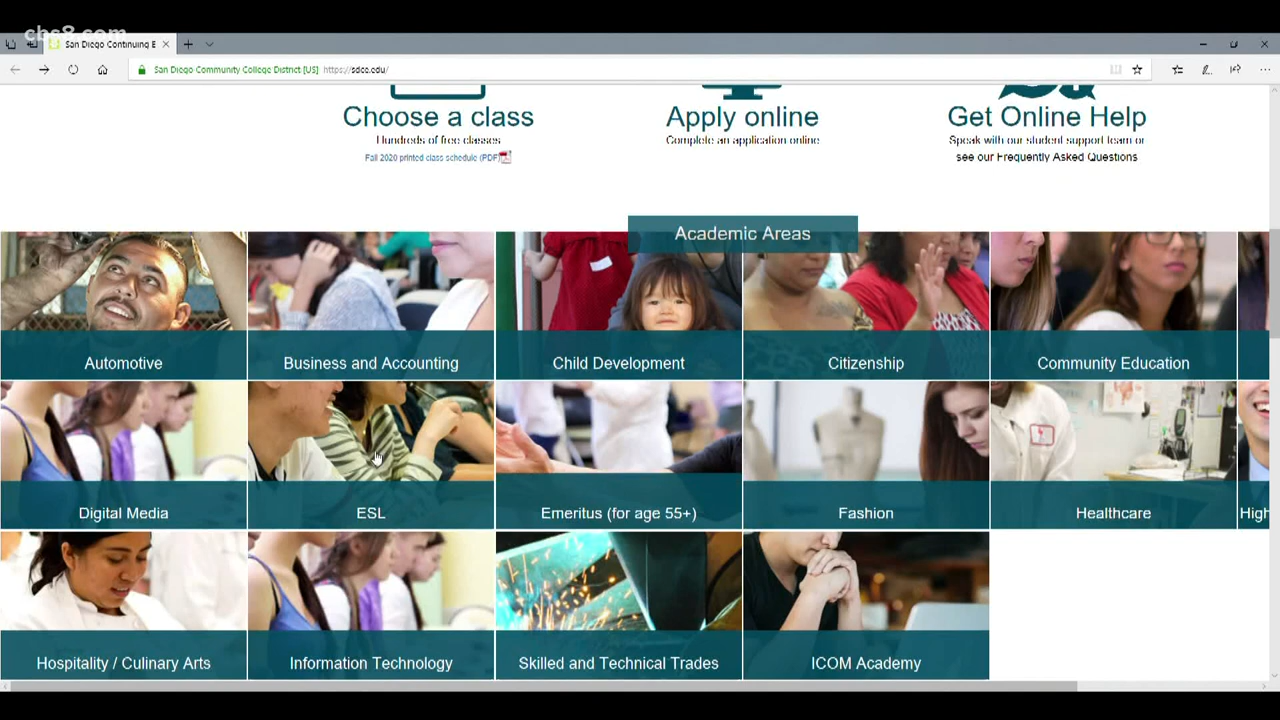 cbs8.com
San Diego Continuing E
San Diego Community College District [US] https://sdce.edu/
Choose a class
Hundreds of free classes
Fall 2020 printed class schedule (PDF)
Apply online
Complete an application online
Get Online Help
Speak with our student support team or
see our Frequently Asked Questions
Academic Areas
Automotive
Business and Accounting
Child Development
Citizenship
Community Education
Digital Media
ESL
Emeritus (for age 55+)
Fashion
Healthcare
High
Hospitality / Culinary Arts
Information Technology
Skilled and Technical Trades
ICOM Academy